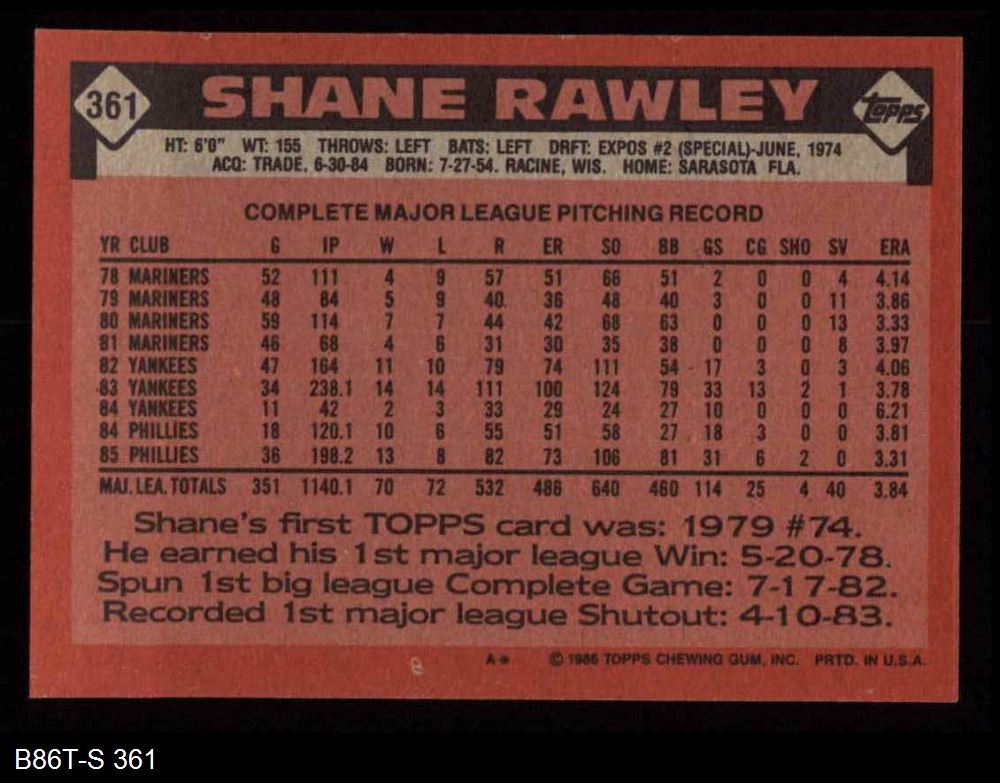 361 SHANE RAWLEY Topps
HT: 6'0" WT: 155 THROWS: LEFT BATS: LEFT DRFT: EXPOS #2 (SPECIAL)-JUNE, 1974
ACQ: TRADE, 6-30-84 BORN: 7-27-54, RACINE, WIS. HOME: SARASOTA FLA.
COMPLETE MAJOR LEAGUE PITCHING RECORD
YR CLUB G IP W L R ER SO BB GS CG SHO SV ERA
78 MARINERS 52 111 4 9 57 51 66 51 2 0 0 4 4.14
79 MARINERS 48 84 5 9 40 36 48 40 3 0 0 11 3.86
80 MARINERS 59 114 7 7 44 42 68 63 0 0 0 13 3.33
81 MARINERS 46 68 4 6 31 30 35 38 0 0 0 8 3.97
82 YANKEES 47 164 11 10 79 74 111 54 17 3 0 3 4.06
83 YANKEES 34 238.1 14 14 111 100 124 79 33 13 2 1 3.78
84 YANKEES 11 42 2 3 33 29 24 27 10 0 0 0 6.21
84 PHILLIES 18 120.1 10 6 55 51 58 27 18 3 0 0 3.81
85 PHILLIES 36 198.2 13 8 82 73 106 81 31 6 2 0 3.31
MAJ. LEA. TOTALS 351 1140.1 70 72 532 486 640 460 114 25 4 40 3.84
Shane's first TOPPS card was: 1979 #74.
He earned his 1st major league Win: 5-20-78.
Spun 1st big league Complete Game: 7-17-82.
Recorded 1st major league Shutout: 4-10-83.
A* © 1986 TOPPS CHEWING GUM, INC. PRTD. IN U.S.A.
B86T-S 361